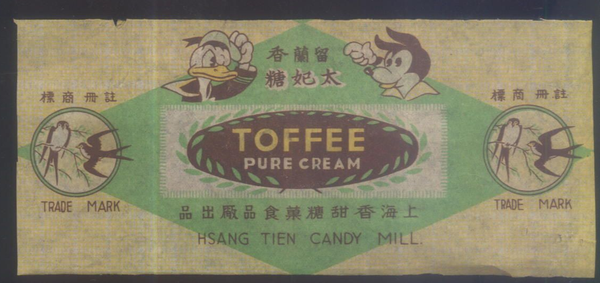 留蘭香
太妃糖
註冊商標
註冊商標
TOFFEE
PURE CREAM
TRADE MARK
TRADE MARK
上海香甜糖菓食品廠出品
HSANG TIEN CANDY MILL.